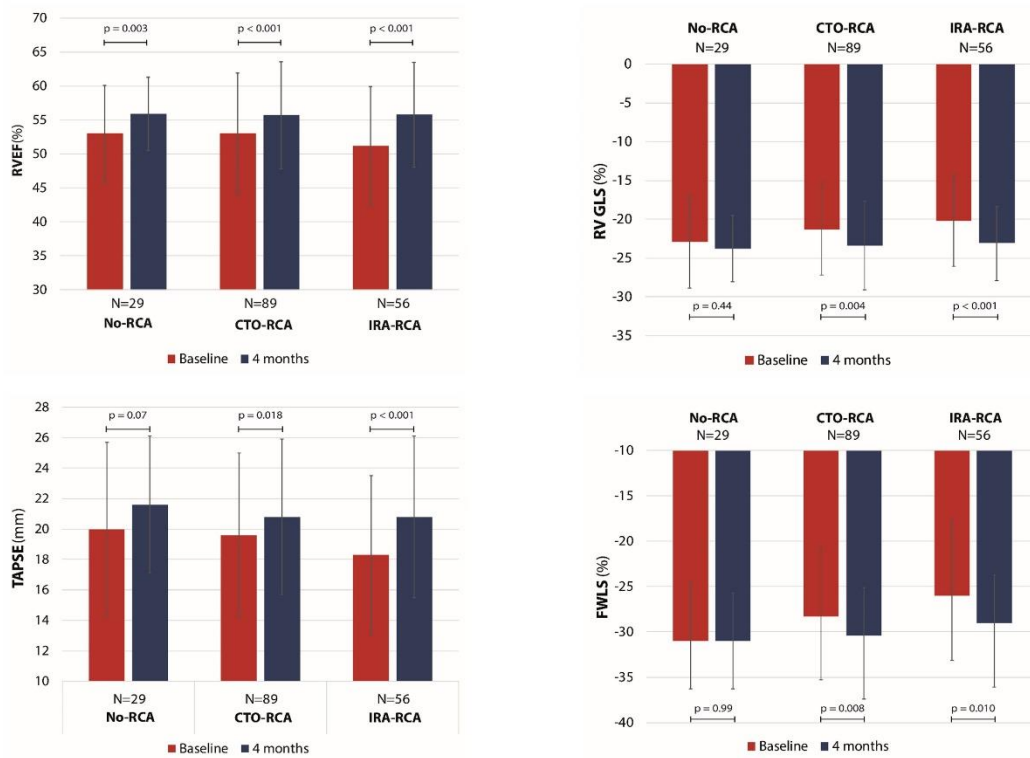 70
65
60
55
50
45
40
35
30
RVEF(%)
p = 0.003
p < 0.001
p < 0.001
N=29
N=89
N=56
No-RCA
CTO-RCA
IRA-RCA
Baseline
4 months
No-RCA
CTO-RCA
IRA-RCA
N=29
N=89
N=56
0
-5
-10
-15
-20
-25
-30
-35
RV GLS (%)
p = 0.44
p = 0.004
p < 0.001
Baseline
4 months
28
26
24
22
20
18
16
14
12
10
TAPSE (mm)
p = 0.07
p = 0.018
p < 0.001
N=29
N=89
N=56
No-RCA
CTO-RCA
IRA-RCA
Baseline
4 months
No-RCA
CTO-RCA
IRA-RCA
N=29
N=89
N=56
-10
-15
-20
-25
-30
-35
-40
FWLS (%)
p = 0.99
p = 0.008
p = 0.010
Baseline
4 months